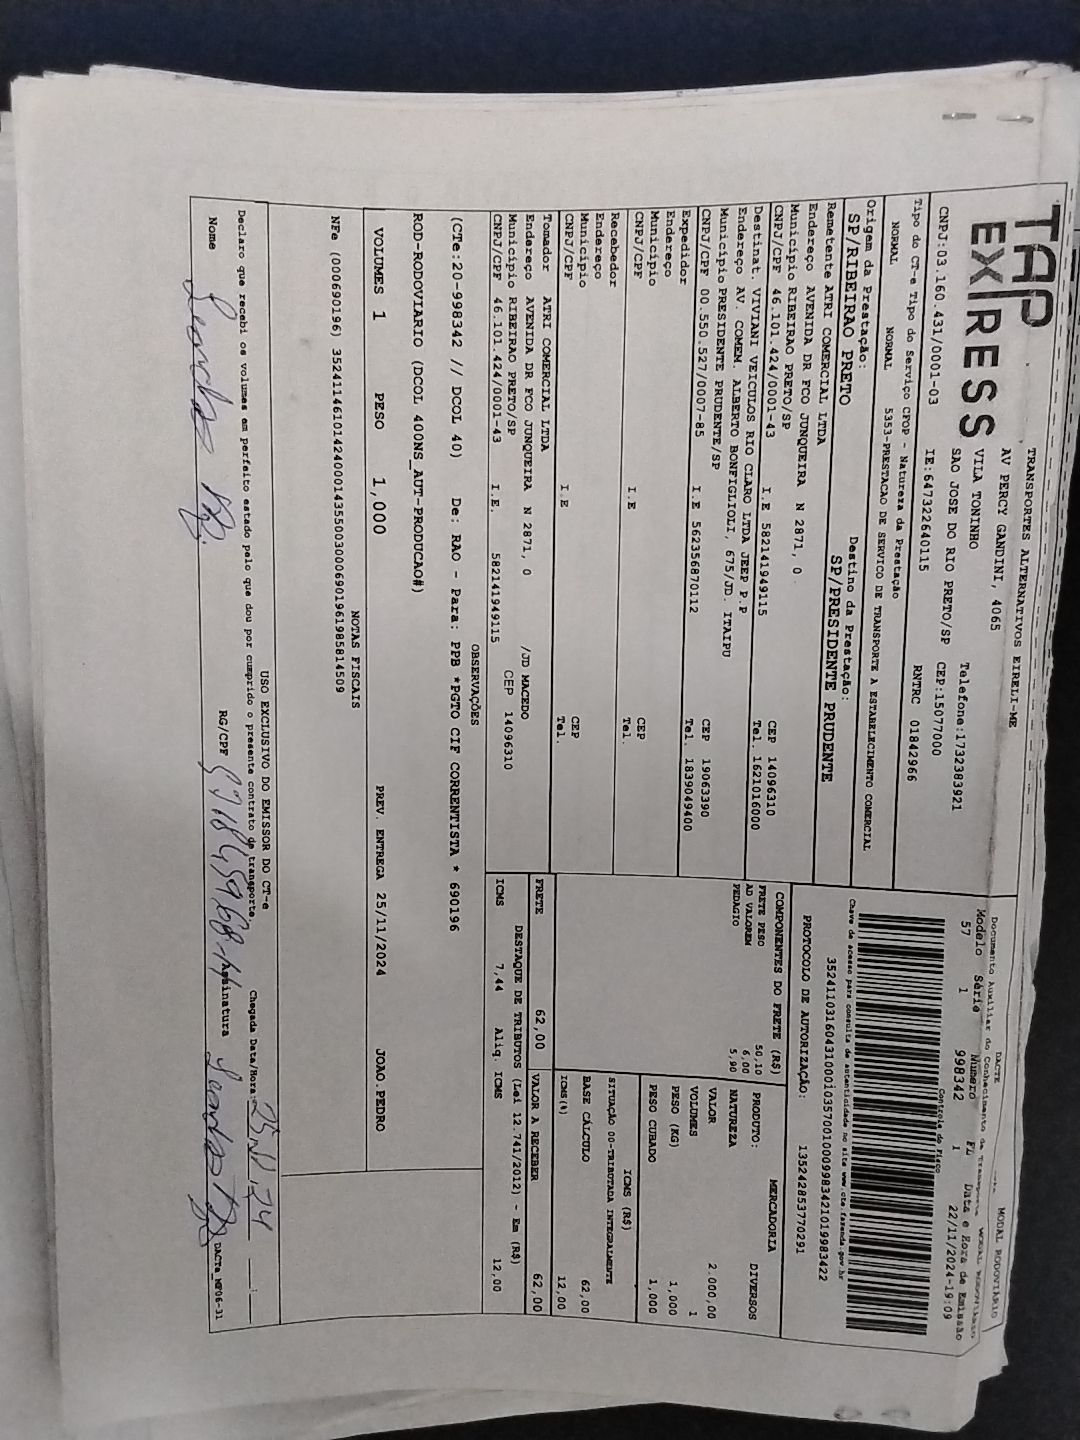 TAP
EXPRESS
TRANSPORTES ALTERNATIVOS EIRELI-ME
AV PERCY GANDINI, 4065
VILA TONINHO
SAO JOSE DO RIO PRETO/SP
IE:647322640115
Telefone:1732383921
CEP:15077000
RNTRC 01842966
CNPJ:03.160.431/0001-03
Tipo do CT-e Tipo do Serviço CFOP - Natureza da Prestação
NORMAL NORMAL 5353-PRESTACAO DE SERVICO DE TRANSPORTE A ESTABELECIMENTO COMERCIAL
Origem da Prestação: Destino da Prestação:
SP/RIBEIRAO PRETO SP/PRESIDENTE PRUDENTE
Remetente ATRI COMERCIAL LTDA
Endereço AVENIDA DR FCO JUNQUEIRA N 2871, 0
Município RIBEIRAO PRETO/SP CEP 14096310
CNPJ/CPF 46.101.424/0001-43 I.E 582141949115 Tel. 1621016000
Destinat. VIVIANI VEICULOS RIO CLARO LTDA JEEP P.P
Endereço AV. COMEM. ALBERTO BONFIGLIOLI, 675/JD. ITAIPU
Município PRESIDENTE PRUDENTE/SP CEP 19063390
CNPJ/CPF 00.550.527/0007-85 I.E 562356870112 Tel. 1839049400
Expedidor
Endereço
Município CEP
CNPJ/CPF I.E Tel.
Recebedor
Endereço
Município CEP
CNPJ/CPF I.E Tel.
Tomador ATRI COMERCIAL LTDA
Endereço AVENIDA DR FCO JUNQUEIRA N 2871, 0 /JD MACEDO
Município RIBEIRAO PRETO/SP CEP 14096310
CNPJ/CPF 46.101.424/0001-43 I.E. 582141949115
DACTE MODAL RODOVIÁRIO
Documento Auxiliar do Conhecimento de Transporte
Modelo Série Número FL Data e Hora de Emissão
57 1 998342 1 22/11/2024-19:09
Controle do Fisco
Chave de acesso para consulta de autenticidade no site www.cte.fazenda.gov.br
35241103160431000103570010009983421019983422
PROTOCOLO DE AUTORIZAÇÃO: 135242853770291
COMPONENTES DO FRETE (R$)
FRETE PESO 50,10
AD VALOREM 6,00
PEDAGIO 5,90
MERCADORIA
PRODUTO: DIVERSOS
NATUREZA
VALOR 2.000,00
VOLUMES 1
PESO (KG) 1,000
PESO CUBADO 1,000
ICMS (R$)
SITUAÇÃO 00-TRIBUTADA INTEGRALMENTE
BASE CÁLCULO 62,00
ICMS(%) 12,00
FRETE 62,00 VALOR A RECEBER 62,00
DESTAQUE DE TRIBUTOS (Lei 12.741/2012) - Em (R$)
ICMS 7,44 Aliq. ICMS 12,00
OBSERVAÇÕES
(CTe:20-998342 // DCOL 40) De: RAO - Para: PPB *PGTO CIF CORRENTISTA * 690196
ROD-RODOVIARIO (DCOL 400NS_AUT-PRODUCAO#)
VOLUMES 1 PESO 1,000 PREV. ENTREGA 25/11/2024 JOAO.PEDRO
NOTAS FISCAIS
NFe (000690196) 35241146101424000143550030006901961985814509
USO EXCLUSIVO DO EMISSOR DO CT-e
Declaro que recebi os volumes em perfeito estado pelo que dou por cumprido o presente contrato de transporte. Chegada Data/Hora: 25.11.24
Nome RG/CPF Assinatura
DACTe_MP06-31